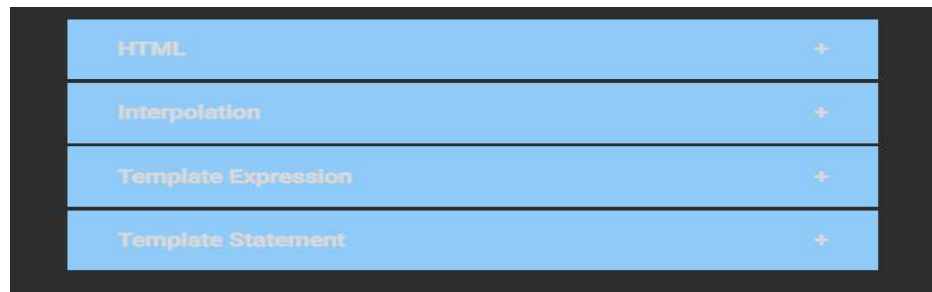 HTML +
Interpolation +
Template Expression +
Template Statement +